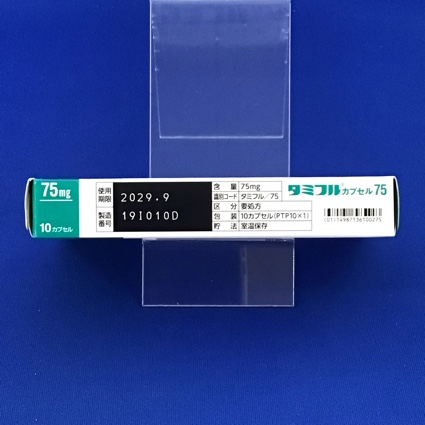 75mg
10カプセル
使用期限 2029.9
製造番号 19I010D
含量 75mg
識別コード タミフル/75
区分 要処方
包装 10カプセル(PTP10×1)
貯法 室温保存
タミフル カプセル 75
(01)14987136100275